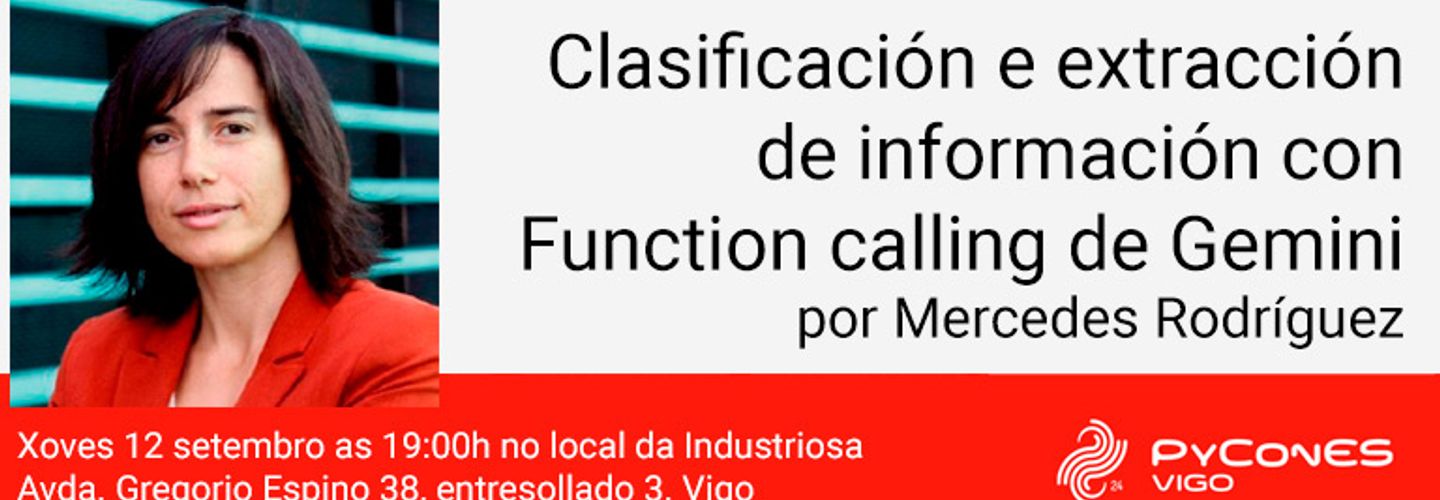 Clasificación e extracción
de información con
Function calling de Gemini
por Mercedes Rodríguez
Xoves 12 setembro as 19:00h no local da Industriosa
Avda. Gregorio Espino 38, entresollado 3, Vigo
PyConES
VIGO
24